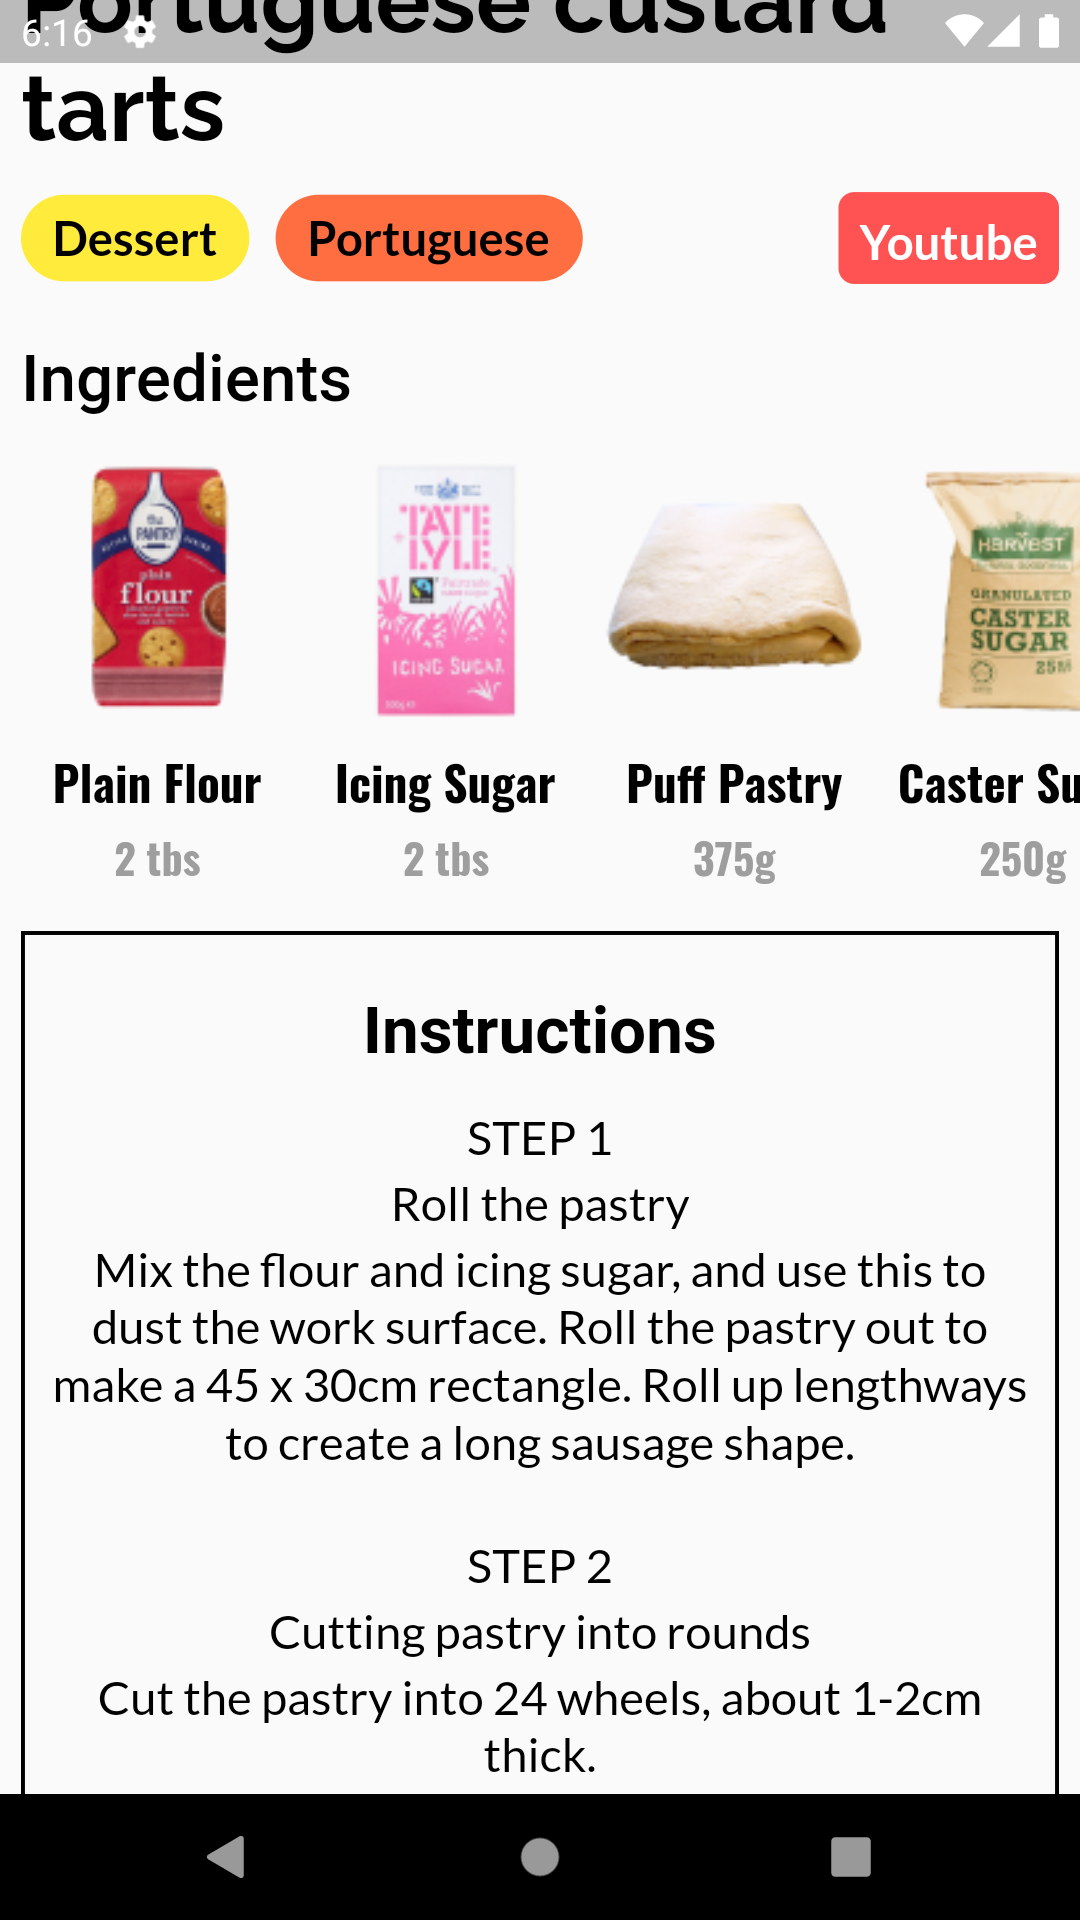 Portuguese custard
6:16
tarts
Dessert
Portuguese
Youtube
Ingredients
the
PANTRY
plain
flour
TATE
LYLE
Fairtrade
ICING SUGAR
HARVEST
GRANULATED
CASTER
SUGAR
Plain Flour
Icing Sugar
Puff Pastry
Caster Su
2 tbs
2 tbs
375g
250g
Instructions
STEP 1
Roll the pastry
Mix the flour and icing sugar, and use this to
dust the work surface. Roll the pastry out to
make a 45 x 30cm rectangle. Roll up lengthways
to create a long sausage shape.
STEP 2
Cutting pastry into rounds
Cut the pastry into 24 wheels, about 1-2cm
thick.